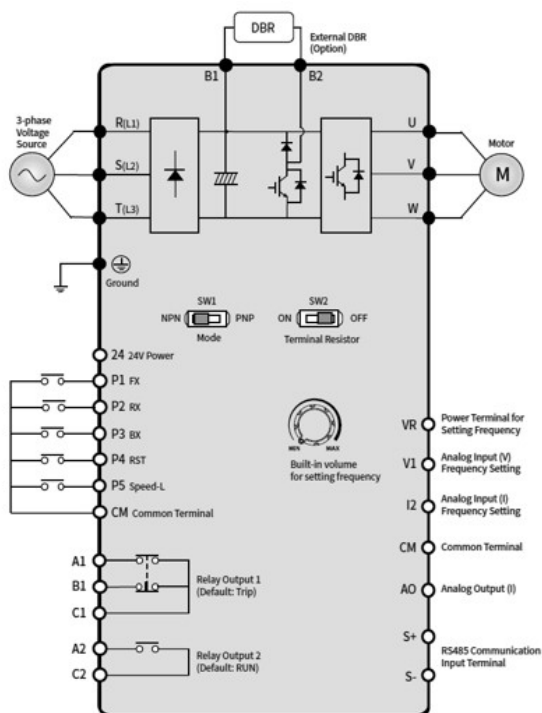 DBR
External DBR
(Option)
B1
B2
3-phase
Voltage
Source
R(L1)
S(L2)
T(L3)
U
V
W
Motor
M
Ground
SW1
NPN
PNP
Mode
SW2
ON
OFF
Terminal Resistor
24 24V Power
P1 FX
P2 RX
P3 BX
P4 RST
P5 Speed-L
CM Common Terminal
MIN
MAX
Built-in volume
for setting frequency
VR
Power Terminal for
Setting Frequency
V1
Analog Input (V)
Frequency Setting
I2
Analog Input (I)
Frequency Setting
CM
Common Terminal
AO
Analog Output (I)
S+
S-
RS485 Communication
Input Terminal
A1
B1
C1
Relay Output 1
(Default: Trip)
A2
C2
Relay Output 2
(Default: RUN)